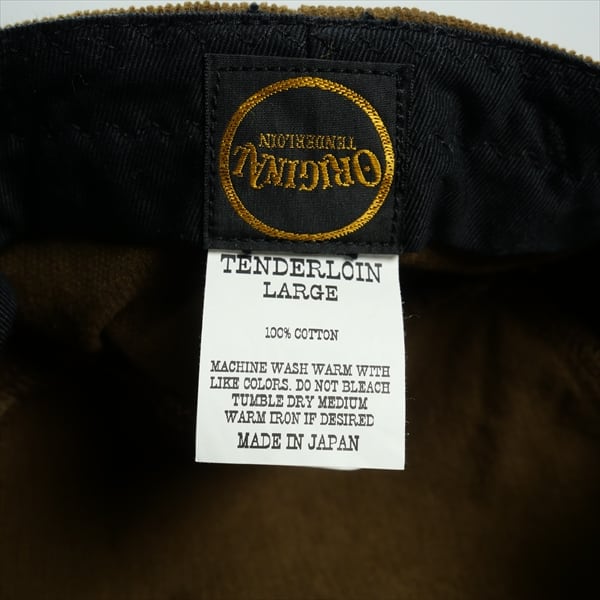 ORIGINAL
TENDERLOIN
TENDERLOIN
LARGE
100% COTTON
MACHINE WASH WARM WITH
LIKE COLORS. DO NOT BLEACH
TUMBLE DRY MEDIUM
WARM IRON IF DESIRED
MADE IN JAPAN